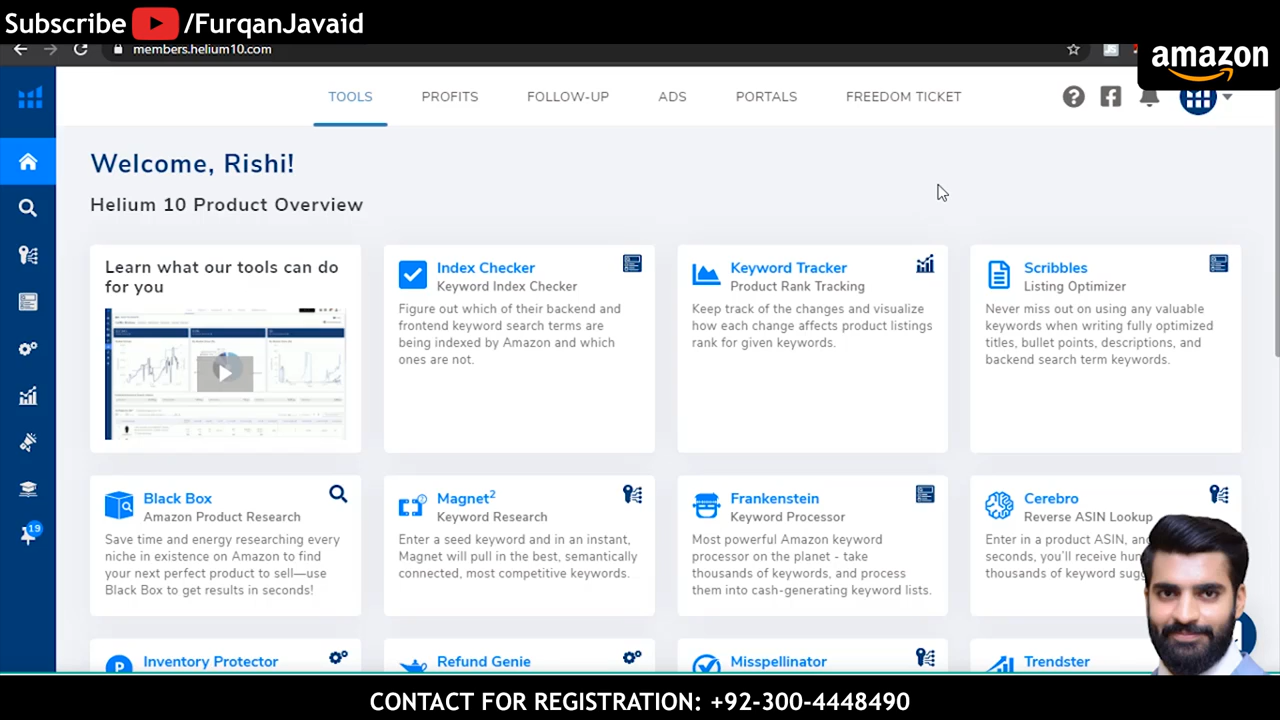 Subscribe /FurqanJavaid
members.helium10.com
amazon
TOOLS PROFITS FOLLOW-UP ADS PORTALS FREEDOM TICKET
Welcome, Rishi!
Helium 10 Product Overview
Learn what our tools can do
for you
Index Checker
Keyword Index Checker
Figure out which of their backend
and frontend keyword search terms are
being indexed by Amazon and which
ones are not.
Keyword Tracker
Product Rank Tracking
Keep track of the changes and visualize
how each change affects product listings
rank for given keywords.
Scribbles
Listing Optimizer
Never miss out on using any valuable
keywords when writing fully optimized
titles, bullet points, descriptions, and
backend search term keywords.
Black Box
Amazon Product Research
Save time and energy researching every
niche in existence on Amazon to find
your next perfect product to sell—use
Black Box to get results in seconds!
Magnet²
Keyword Research
Enter a seed keyword and in an instant,
Magnet will pull in the best, semantically
connected, most competitive keywords.
Frankenstein
Keyword Processor
Most powerful Amazon keyword
processor on the planet - take
thousands of keywords, and process
them into cash-generating keyword lists.
Cerebro
Reverse ASIN Lookup
Enter in a product ASIN, and
seconds, you'll receive
thousands of keyword
19
P
Inventory Protector
Refund Genie
Misspellinator
Trendster
CONTACT FOR REGISTRATION: +92-300-4448490